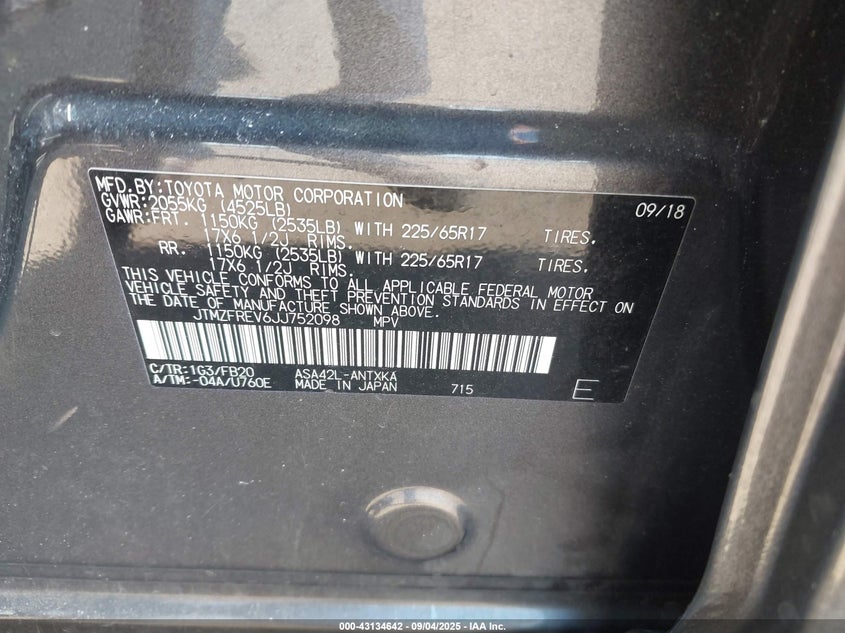 MFD.BY:TOYOTA MOTOR CORPORATION 09/18
GVWR:2055KG (4525LB)
GAWR:FRT. 1150KG (2535LB) WITH 225/65R17 TIRES.
17X6 1/2J RIMS.
RR. 1150KG (2535LB) WITH 225/65R17 TIRES.
17X6 1/2J RIMS.
THIS VEHICLE CONFORMS TO ALL APPLICABLE FEDERAL MOTOR
VEHICLE SAFETY AND THEFT PREVENTION STANDARDS IN EFFECT ON
THE DATE OF MANUFACTURE SHOWN ABOVE.
JTMZFREV6JJ752098 MPV
C/TR:1G3/FB20 ASA42L-ANTXKA
A/TM:-04A/U760E MADE IN JAPAN 715 E
000-43134642 - 09/04/2025 - IAA Inc.